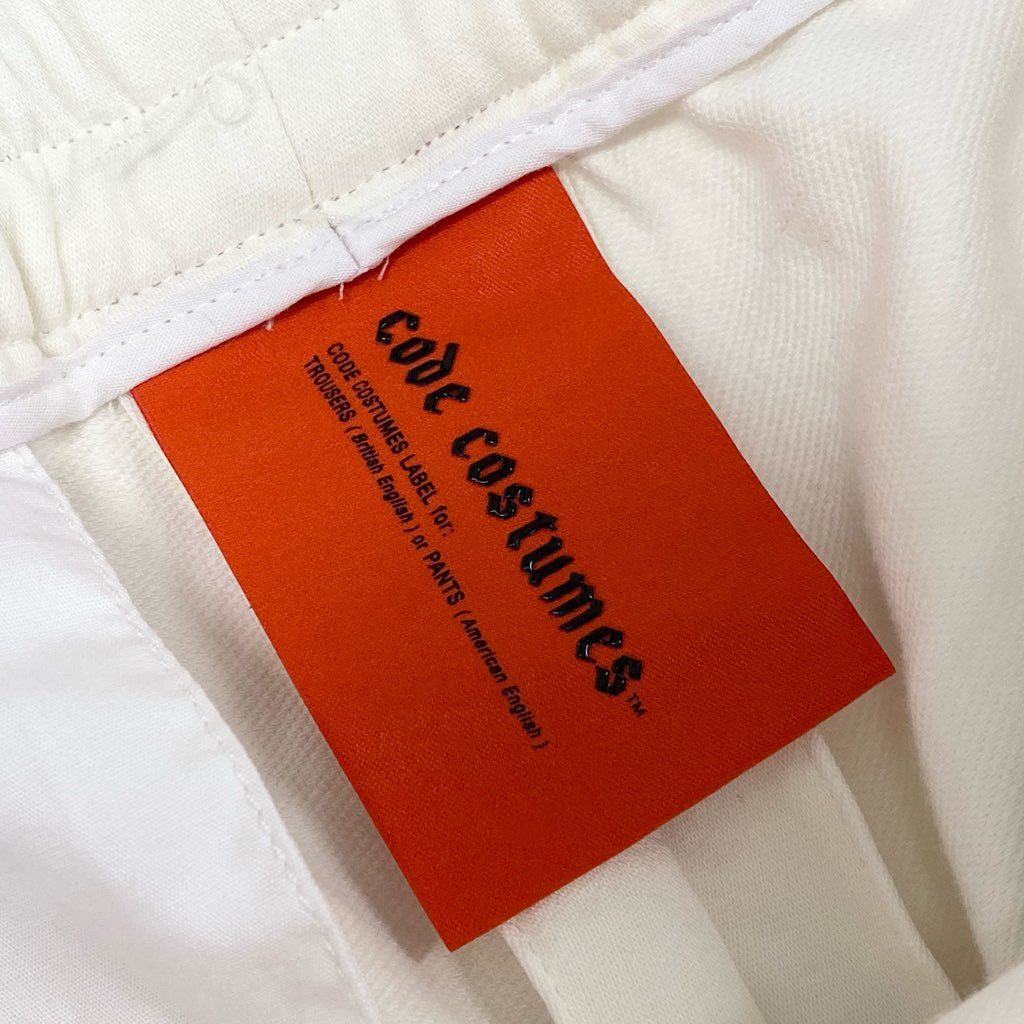 code costumes™
CODE COSTUMES LABEL for:
TROUSERS ( British English ) or PANTS ( American English )